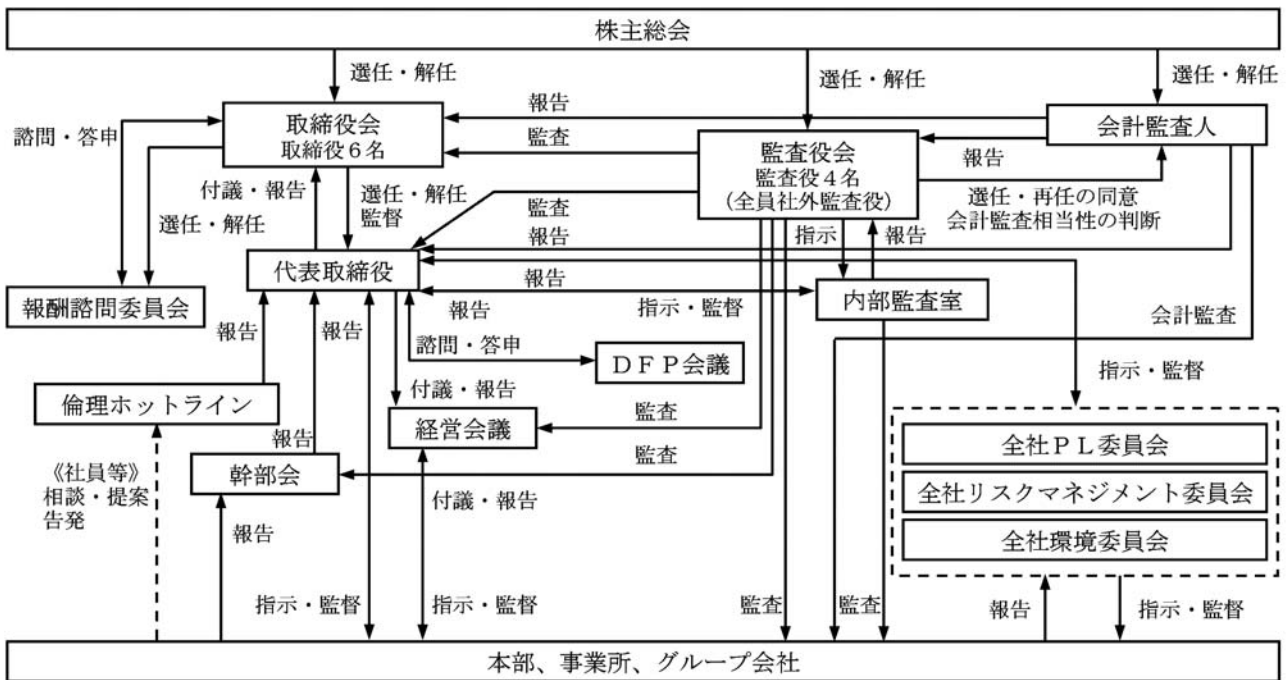 株主総会
選任・解任
選任・解任
選任・解任
報告
取締役会
取締役６名
会計監査人
諮問・答申
監査
監査役会
監査役４名
（全員社外監査役）
報告
付議・報告
選任・解任
監督
選任・再任の同意
会計監査相当性の判断
選任・解任
監査
報告
指示
報告
代表取締役
報告
内部監査室
報酬諮問委員会
報告
報告
報告
指示・監督
会計監査
諮問・答申
ＤＦＰ会議
指示・監督
倫理ホットライン
付議・報告
経営会議
監査
報告
全社ＰＬ委員会
《社員等》
相談・提案
告発
幹部会
監査
全社リスクマネジメント委員会
付議・報告
報告
全社環境委員会
指示・監督
指示・監督
監査
監査
報告
指示・監督
本部、事業所、グループ会社